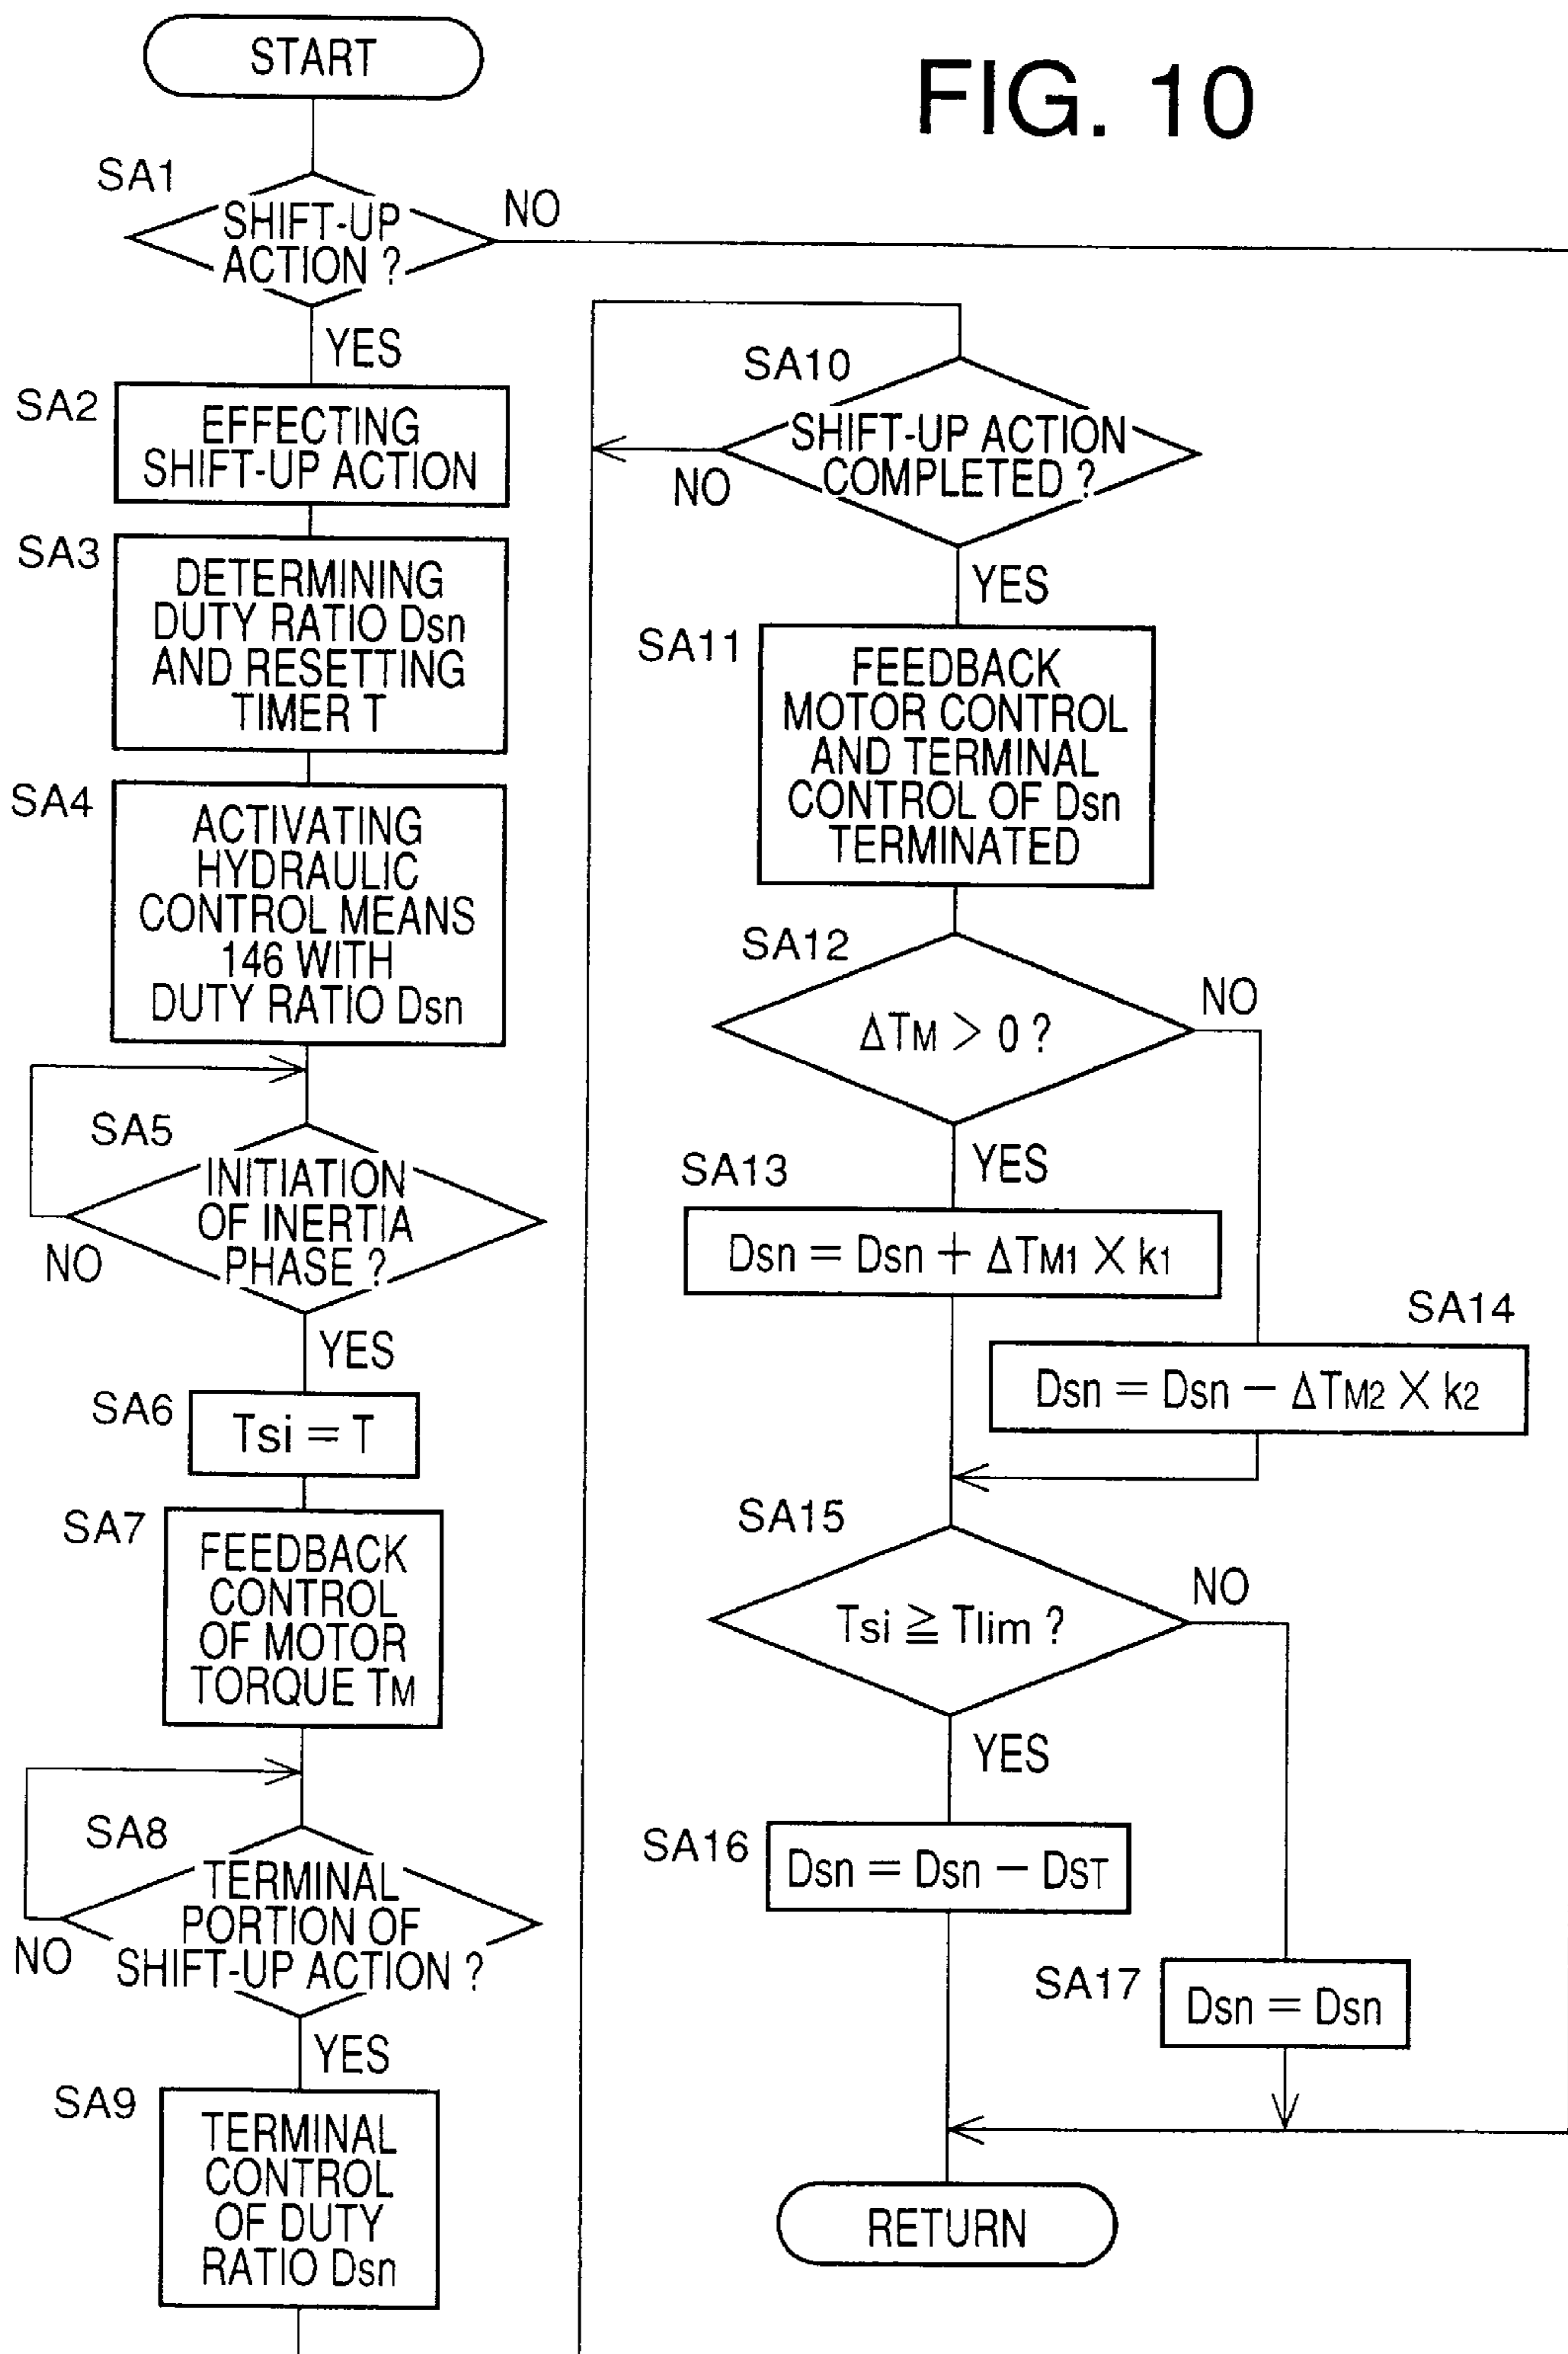 FIG. 10
START
SA1
SHIFT-UP
ACTION ?
NO
YES
SA2
EFFECTING
SHIFT-UP ACTION
SA3
DETERMINING
DUTY RATIO Dsn
AND RESETTING
TIMER T
SA4
ACTIVATING
HYDRAULIC
CONTROL MEANS
146 WITH
DUTY RATIO Dsn
SA5
INITIATION
OF INERTIA
PHASE ?
NO
YES
SA6
Tsi = T
SA7
FEEDBACK
CONTROL
OF MOTOR
TORQUE TM
SA8
TERMINAL
PORTION OF
SHIFT-UP ACTION ?
NO
YES
SA9
TERMINAL
CONTROL
OF DUTY
RATIO Dsn
SA10
SHIFT-UP ACTION
COMPLETED ?
NO
YES
SA11
FEEDBACK
MOTOR CONTROL
AND TERMINAL
CONTROL OF Dsn
TERMINATED
SA12
ΔTM > 0 ?
NO
YES
SA13
Dsn = Dsn + ΔTM1 X k1
SA14
Dsn = Dsn − ΔTM2 X k2
SA15
Tsi ≧ Tlim ?
NO
YES
SA16
Dsn = Dsn − DST
SA17
Dsn = Dsn
RETURN